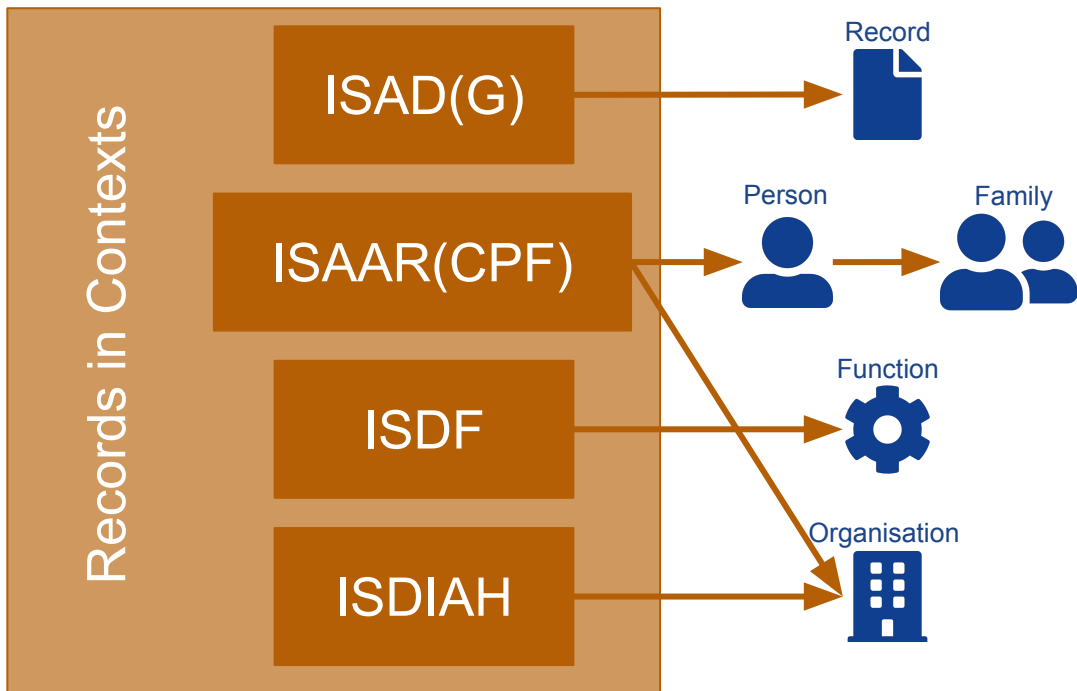 Records in Contexts
ISAD(G)
Record
ISAAR(CPF)
Person
Family
ISDF
Function
ISDIAH
Organisation